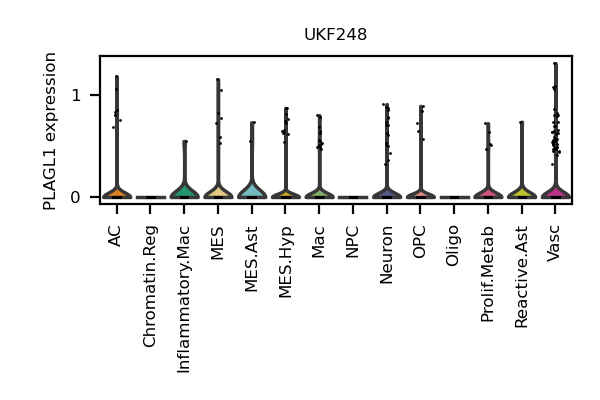 UKF248
PLAGL1 expression
1
0
AC
Chromatin.Reg
Inflammatory.Mac
MES
MES.Ast
MES.Hyp
Mac
NPC
Neuron
OPC
Oligo
Prolif.Metab
Reactive.Ast
Vasc